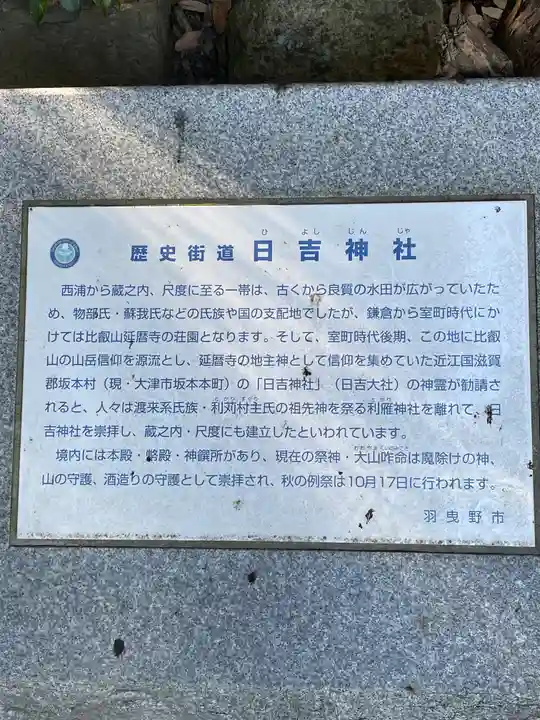 歴史街道 日吉神社
ひ よし じん じゃ
西浦から蔵之内、尺度に至る一帯は、古くから良質の水田が広がっていたた
め、物部氏・蘇我氏などの氏族や国の支配地でしたが、鎌倉から室町時代にか
けては比叡山延暦寺の荘園となります。そして、室町時代後期、この地に比叡
山の山岳信仰を源流とし、延暦寺の地主神として信仰を集めていた近江国滋賀
郡坂本村（現・大津市坂本本町）の「日吉神社」（日吉大社）の神霊が勧請さ
れると、人々は渡来系氏族・利苅村主氏の祖先神を祭る利雁神社を離れて、日
吉神社を崇拝し、蔵之内・尺度にも建立したといわれています。
境内には本殿・幣殿・神饌所があり、現在の祭神・大山咋命は魔除けの神、
山の守護、酒造りの守護として崇拝され、秋の例祭は10月17日に行われます。
羽曳野市